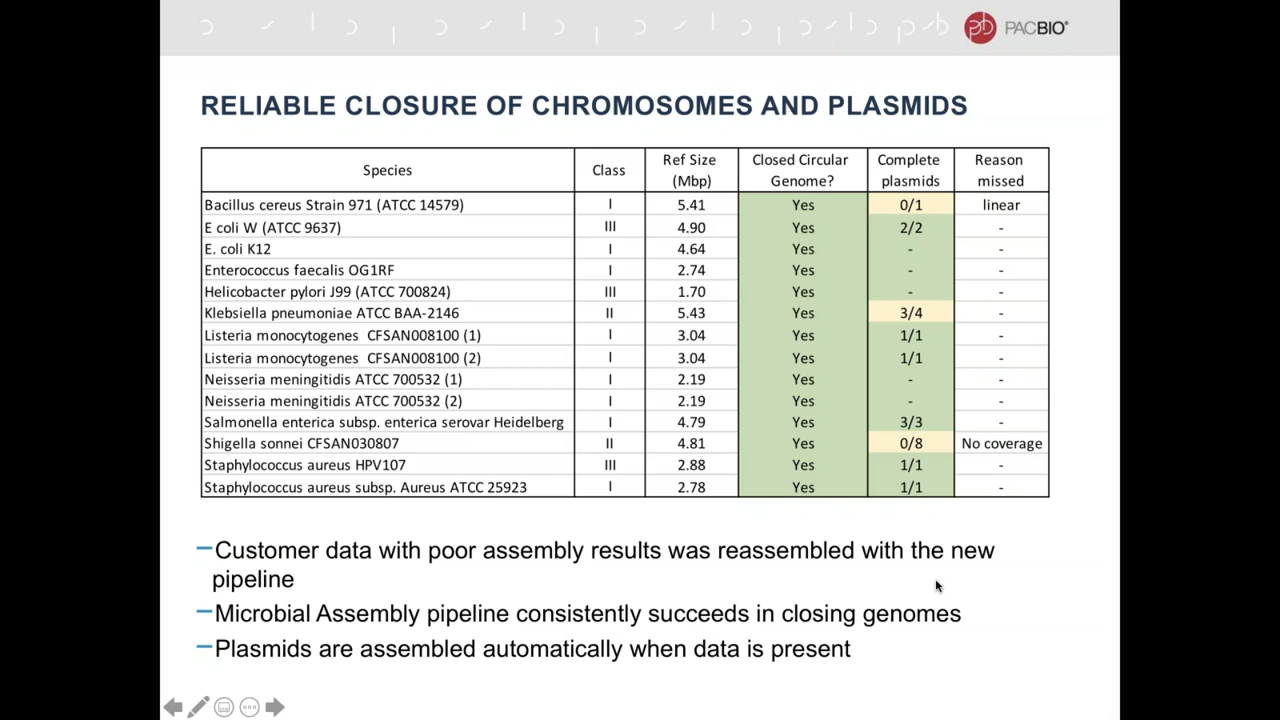 PACBIO®
RELIABLE CLOSURE OF CHROMOSOMES AND PLASMIDS
Species Class Ref Size (Mbp) Closed Circular Genome? Complete plasmids Reason missed
Bacillus cereus Strain 971 (ATCC 14579) I 5.41 Yes 0/1 linear
E coli W (ATCC 9637) III 4.90 Yes 2/2 -
E. coli K12 I 4.64 Yes - -
Enterococcus faecalis OG1RF I 2.74 Yes - -
Helicobacter pylori J99 (ATCC 700824) III 1.70 Yes - -
Klebsiella pneumoniae ATCC BAA-2146 II 5.43 Yes 3/4 -
Listeria monocytogenes CFSAN008100 (1) I 3.04 Yes 1/1 -
Listeria monocytogenes CFSAN008100 (2) I 3.04 Yes 1/1 -
Neisseria meningitidis ATCC 700532 (1) I 2.19 Yes - -
Neisseria meningitidis ATCC 700532 (2) I 2.19 Yes - -
Salmonella enterica subsp. enterica serovar Heidelberg I 4.79 Yes 3/3 -
Shigella sonnei CFSAN030807 II 4.81 Yes 0/8 No coverage
Staphylococcus aureus HPV107 III 2.88 Yes 1/1 -
Staphylococcus aureus subsp. Aureus ATCC 25923 I 2.78 Yes 1/1 -
–Customer data with poor assembly results was reassembled with the new
pipeline
–Microbial Assembly pipeline consistently succeeds in closing genomes
–Plasmids are assembled automatically when data is present